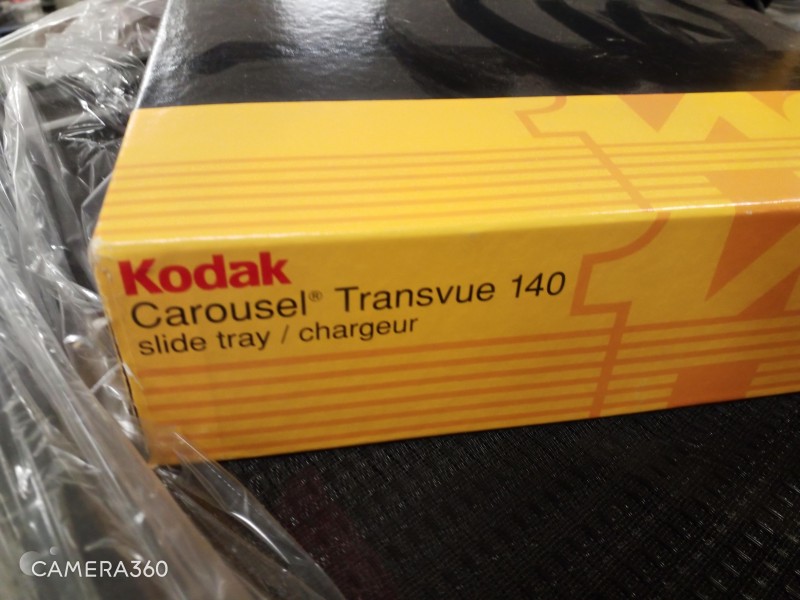 Kodak
Carousel® Transvue 140
slide tray / chargeur
CAMERA360